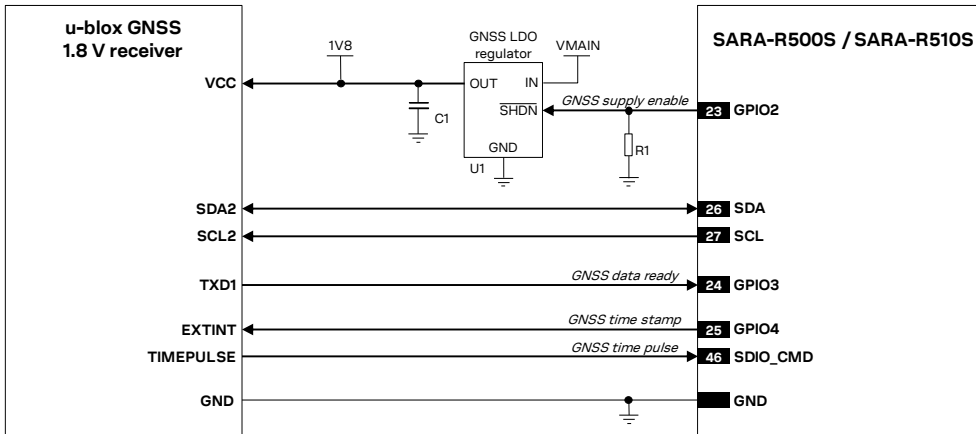 u-blox GNSS
1.8 V receiver
GNSS LDO
regulator
SARA-R500S / SARA-R510S
1V8
VMAIN
VCC
OUT
IN
GNSS supply enable
SHDN
23 GPIO2
C1
GND
R1
U1
SDA2
26 SDA
SCL2
27 SCL
TXD1
GNSS data ready
24 GPIO3
EXTINT
GNSS time stamp
25 GPIO4
TIMEPULSE
GNSS time pulse
46 SDIO_CMD
GND
GND